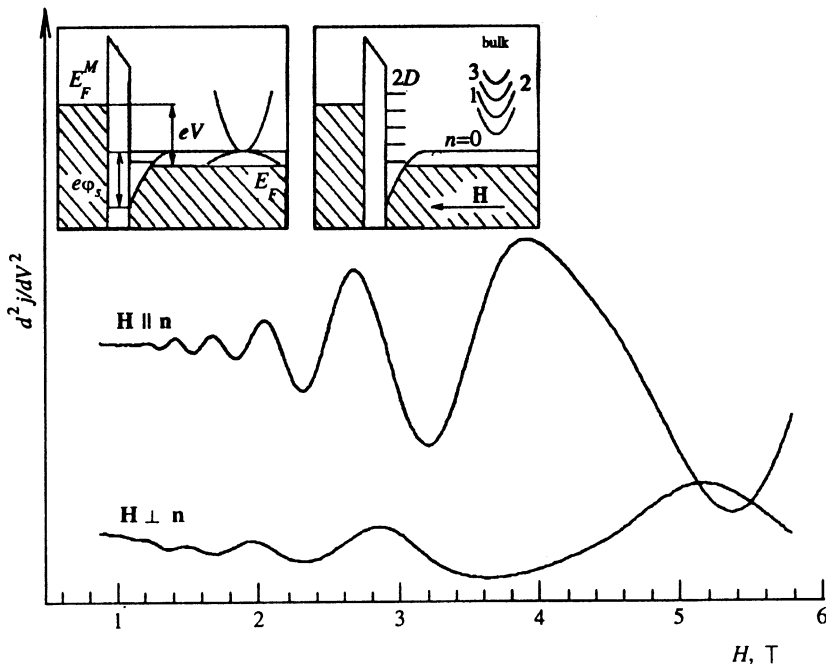 E_F^M
eV
eφ_s
E_F
bulk
2D
3
1 2
n=0
H
d²j/dV²
H ∥ n
H ⊥ n
1 2 3 4 5 6
H, T